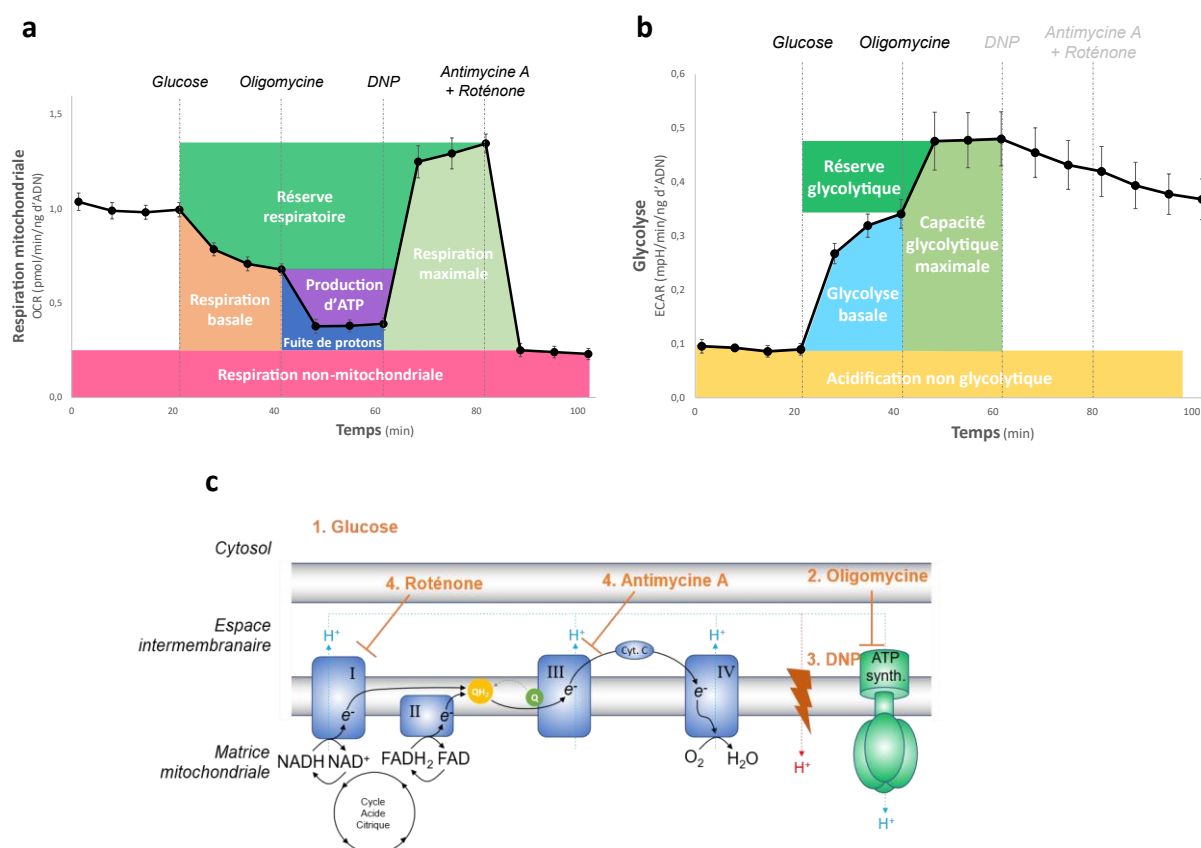 a
Glucose
Oligomycine
DNP
Antimycine A
+ Roténone
Respiration mitochondriale
OCR (pmol/min/ng d'ADN)
1,5
1,0
0,5
0,0
Réserve
respiratoire
Respiration
maximale
Production
d'ATP
Respiration
basale
Fuite de protons
Respiration non-mitochondriale
0
20
40
60
80
100
Temps (min)
b
Glucose
Oligomycine
DNP
Antimycine A
+ Roténone
Glycolyse
ECAR (mpH/min/ng d'ADN)
0,6
0,5
0,4
0,3
0,2
0,1
0,0
Réserve
glycolytique
Capacité
glycolytique
maximale
Glycolyse
basale
Acidification non glycolytique
0
20
40
60
80
100
Temps (min)
c
1. Glucose
Cytosol
4. Roténone
4. Antimycine A
2. Oligomycine
Espace
intermembranaire
H⁺
H⁺
H⁺
Cyt. C
3. DNP
ATP
synth.
I
II
III
IV
QH₂
Q
e⁻
e⁻
e⁻
e⁻
Matrice
mitochondriale
NADH
NAD⁺
FADH₂
FAD
O₂
H₂O
H⁺
H⁺
Cycle
Acide
Citrique